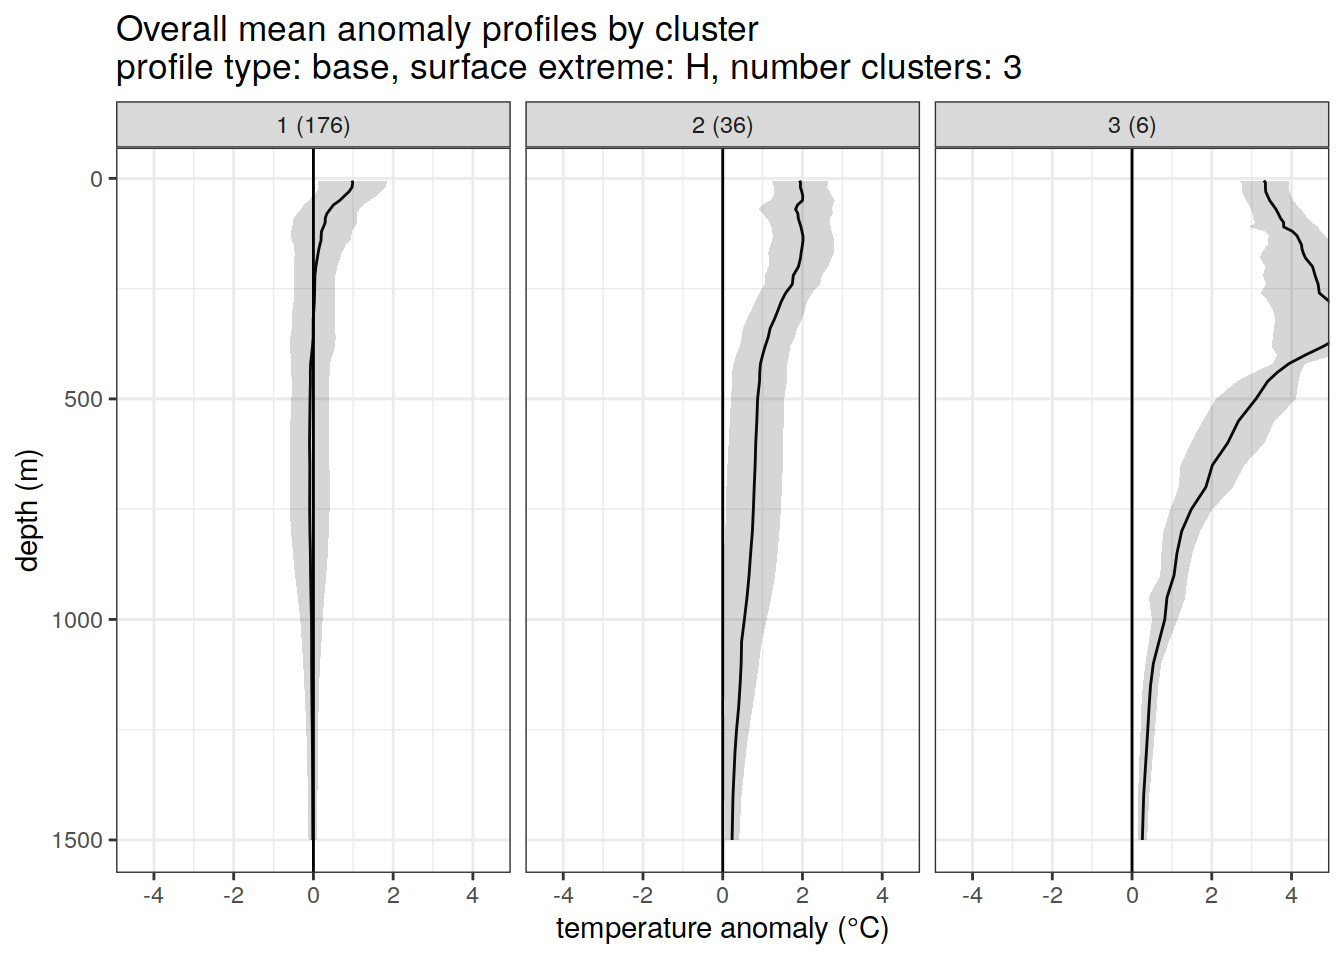 Overall mean anomaly profiles by cluster
profile type: base, surface extreme: H, number clusters: 3
1 (176) 2 (36) 3 (6)
0
500
1000
1500
depth (m)
-4 -2 0 2 4 -4 -2 0 2 4 -4 -2 0 2 4
temperature anomaly (°C)